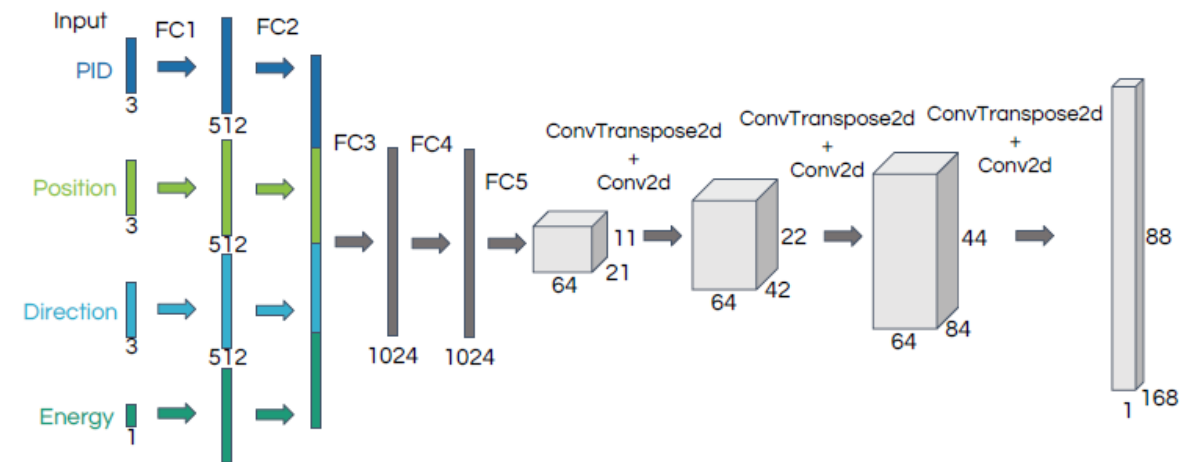 Input
FC1
FC2
PID
3
512
Position
3
512
Direction
3
512
Energy
1
FC3
FC4
1024
1024
FC5
ConvTranspose2d
+
Conv2d
11
21
64
ConvTranspose2d
+
Conv2d
22
42
64
ConvTranspose2d
+
Conv2d
44
84
64
88
168
1